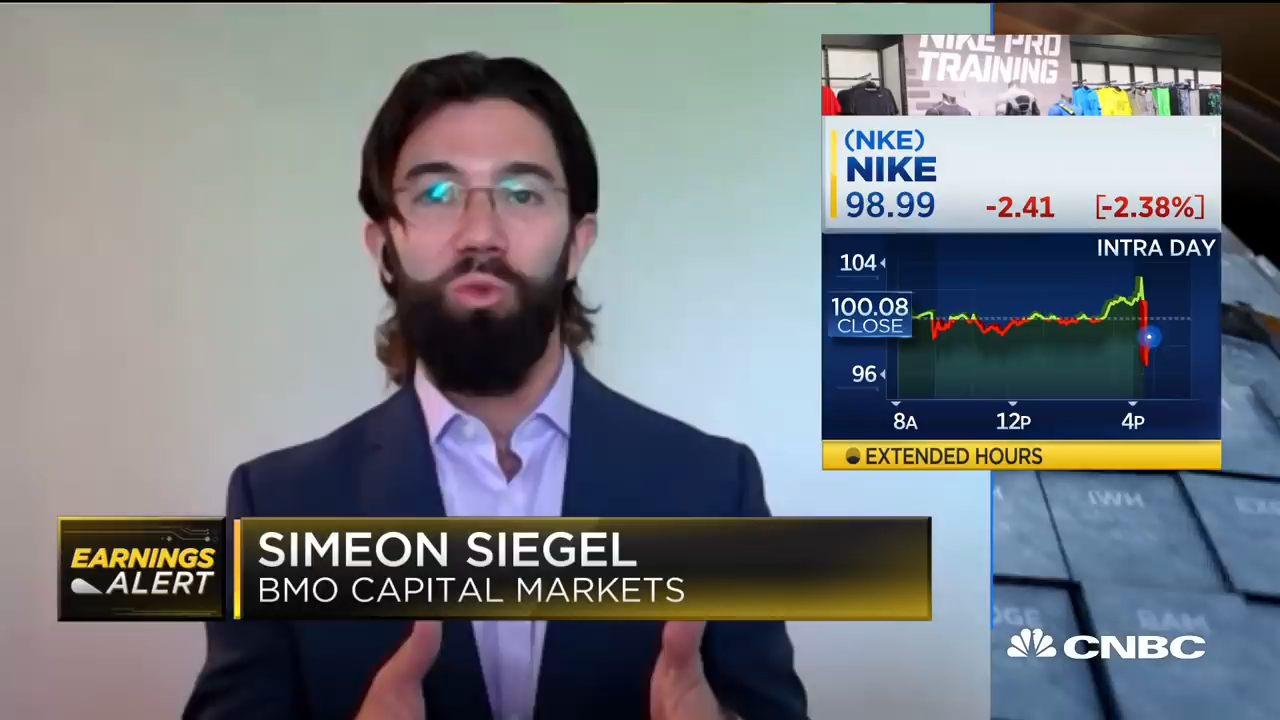 NIKE PRO
TRAINING
(NKE)
NIKE
98.99 -2.41 [-2.38%]
INTRA DAY
104
100.08
CLOSE
96
8A 12P 4P
EXTENDED HOURS
IWH
EARNINGS
ALERT
SIMEON SIEGEL
BMO CAPITAL MARKETS
CNBC